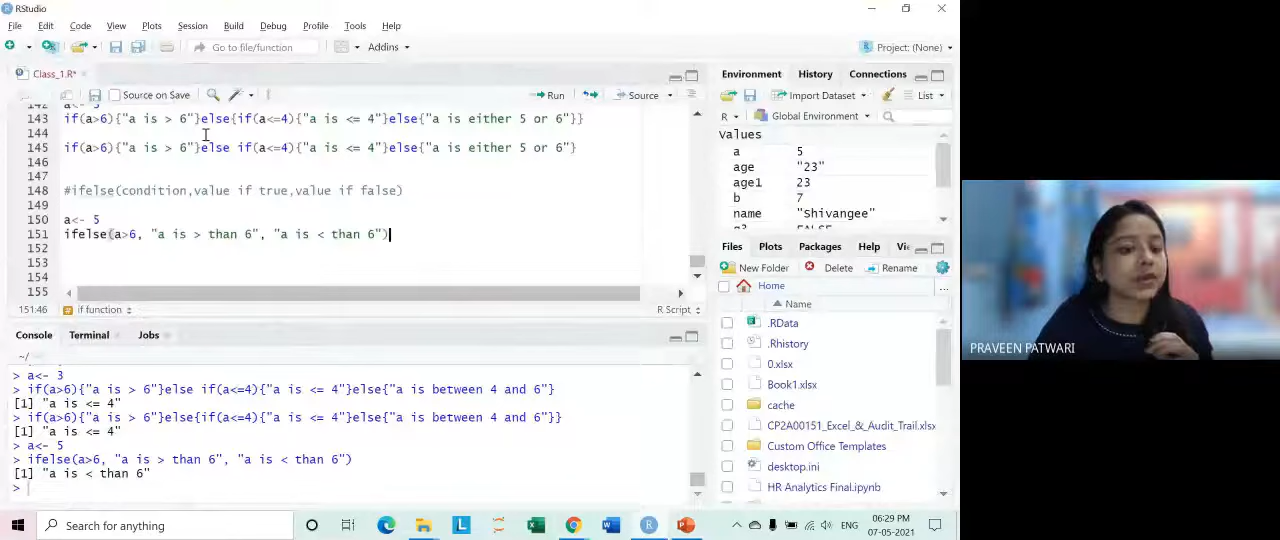 RStudio
File Edit Code View Plots Session Build Debug Profile Tools Help
Go to file/function Addins Project: (None)
Class_1.R*
Source on Save Run Source
142 a<- 5
143 if(a>6){"a is > 6"}else{if(a<=4){"a is <= 4"}else{"a is either 5 or 6"}}
144
145 if(a>6){"a is > 6"}else if(a<=4){"a is <= 4"}else{"a is either 5 or 6"}
147
148 #ifelse(condition,value if true,value if false)
149
150 a<- 5
151 ifelse(a>6, "a is > than 6", "a is < than 6")
152
153
154
155
151:46 # if function R Script
Console Terminal Jobs
~/
> a<- 3
> if(a>6){"a is > 6"}else if(a<=4){"a is <= 4"}else{"a is between 4 and 6"}
[1] "a is <= 4"
> if(a>6){"a is > 6"}else{if(a<=4){"a is <= 4"}else{"a is between 4 and 6"}}
[1] "a is <= 4"
> a<- 5
> ifelse(a>6, "a is > than 6", "a is < than 6")
[1] "a is < than 6"
>
Environment History Connections
Import Dataset List
R Global Environment
Values
a 5
age "23"
age1 23
b 7
name "Shivangee"
Files Plots Packages Help Vi
New Folder Delete Rename
Home
Name
.RData
.Rhistory
0.xlsx
Book1.xlsx
cache
CP2A00151_Excel_&_Audit_Trail.xlsx
Custom Office Templates
desktop.ini
HR Analytics Final.ipynb
PRAVEEN PATWARI
Search for anything
ENG
06:29 PM
07-05-2021